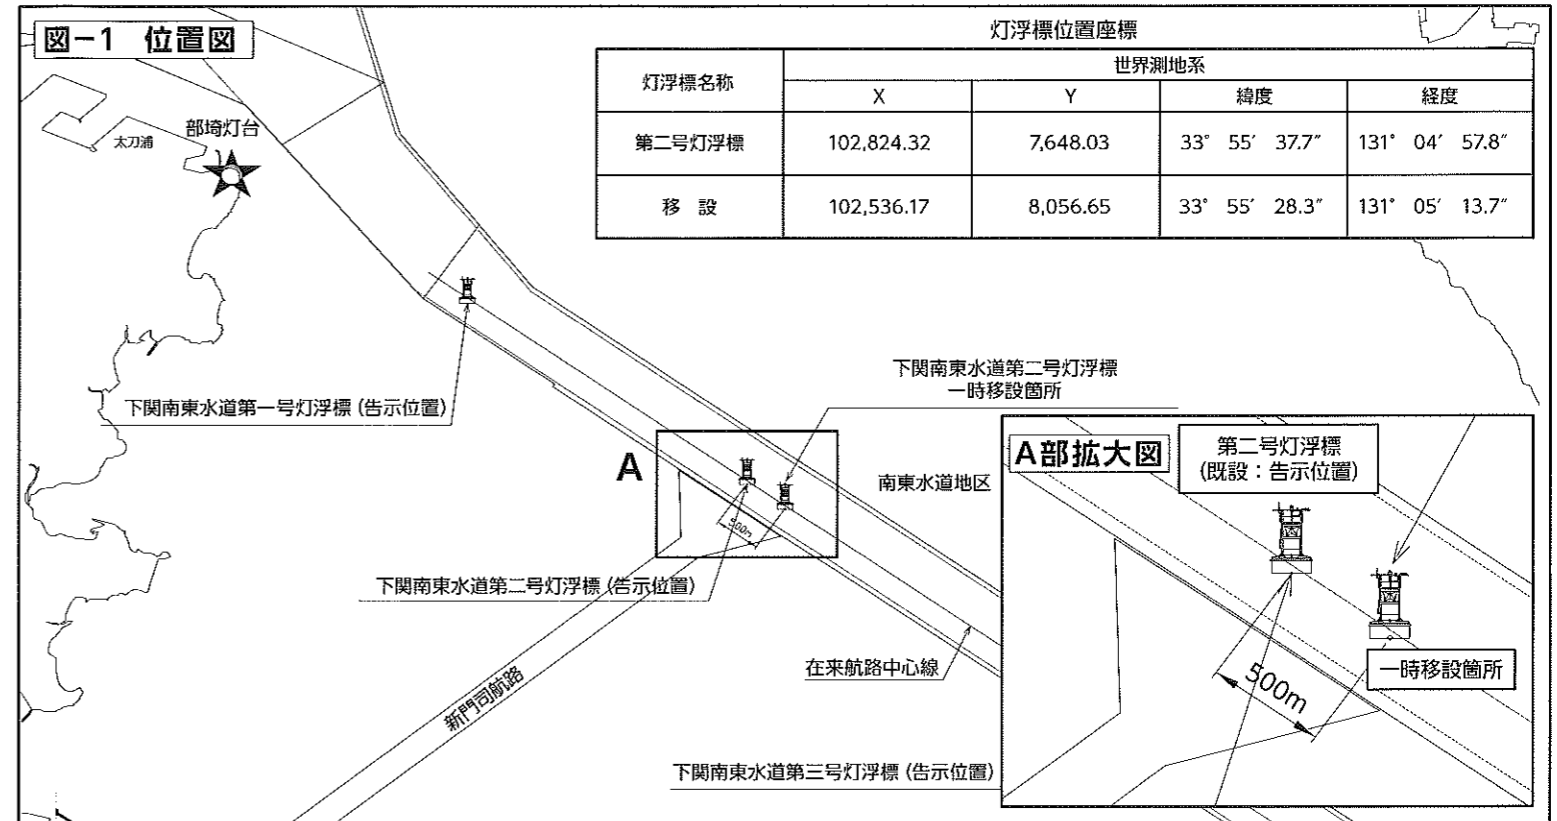 図－1 位置図
灯浮標位置座標
灯浮標名称
世界測地系
X
Y
緯度
経度
第二号灯浮標
102,824.32
7,648.03
33° 55′ 37.7″
131° 04′ 57.8″
移 設
102,536.17
8,056.65
33° 55′ 28.3″
131° 05′ 13.7″
部埼灯台
太刀浦
下関南東水道第一号灯浮標 (告示位置)
下関南東水道第二号灯浮標
一時移設箇所
A
南東水道地区
500m
下関南東水道第二号灯浮標 (告示位置)
在来航路中心線
新門司航路
下関南東水道第三号灯浮標 (告示位置)
A部拡大図
第二号灯浮標
(既設：告示位置)
一時移設箇所
500m